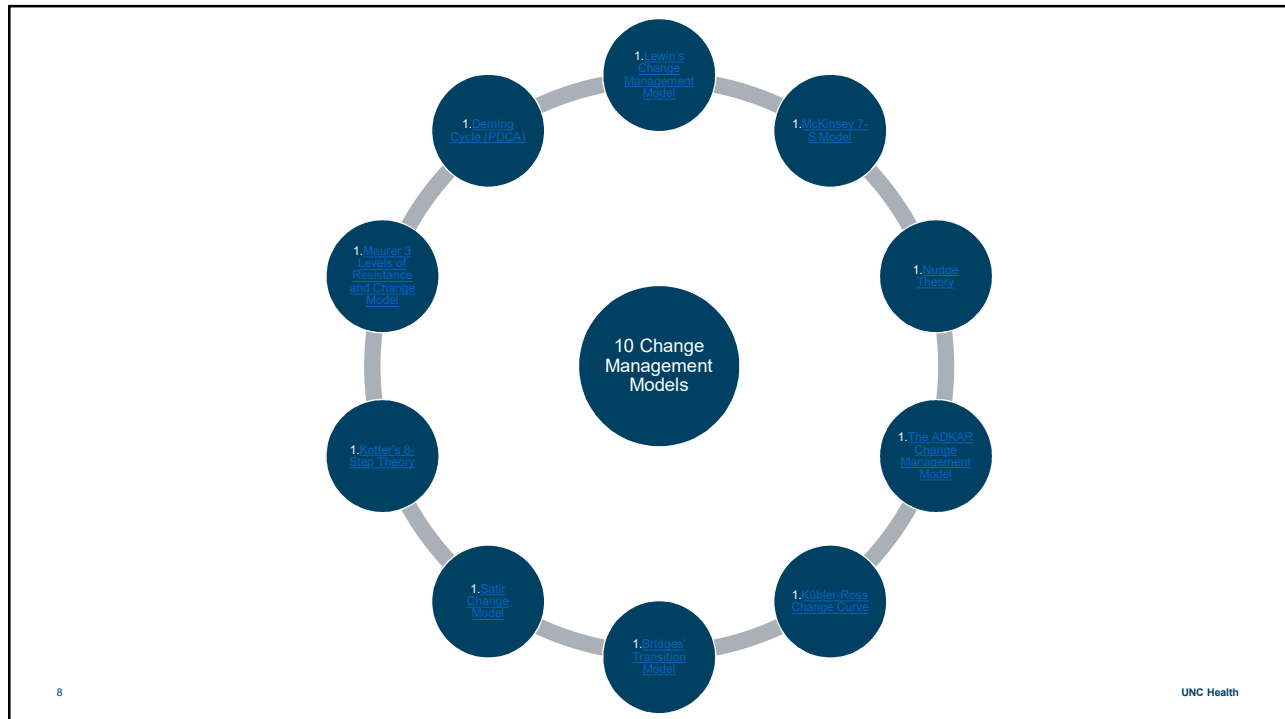 1.Lewin's
Change
Management
Model
1.McKinsey 7-
S Model
1.Nudge
Theory
1.The ADKAR
Change
Management
Model
1.Kübler-Ross
Change Curve
1.Bridges'
Transition
Model
1.Satir
Change
Model
1.Kotter's 8-
Step Theory
1.Maurer 3
Levels of
Resistance
and Change
Model
1.Deming
Cycle (PDCA)
10 Change
Management
Models
8
UNC Health